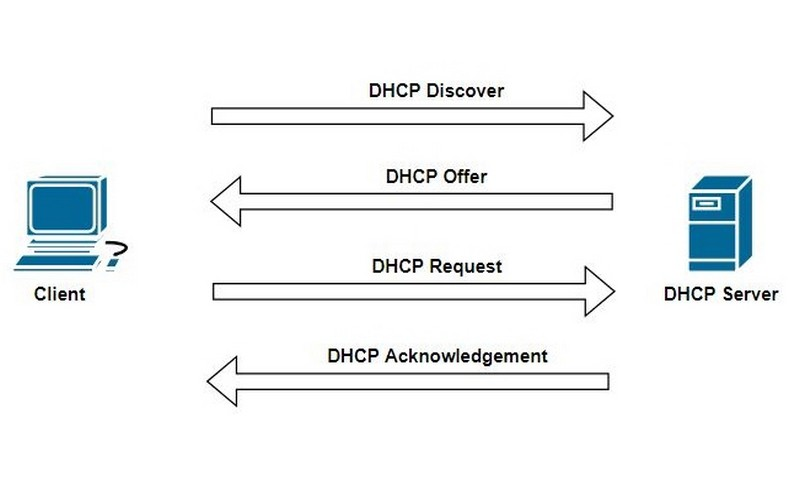 DHCP Discover
DHCP Offer
DHCP Request
Client
DHCP Server
DHCP Acknowledgement